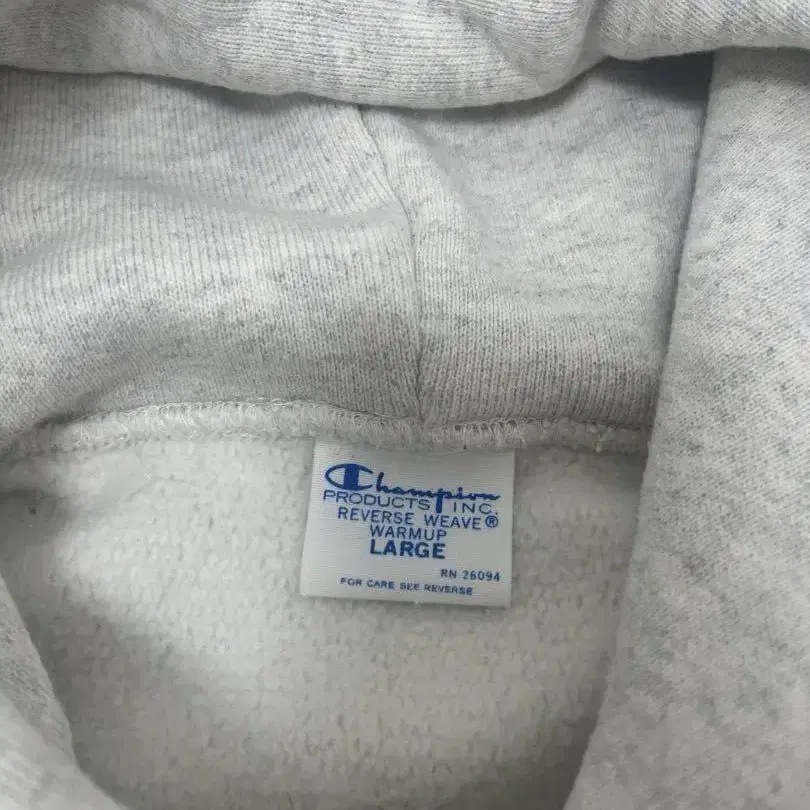 Champion
PRODUCTS INC.
REVERSE WEAVE®
WARMUP
LARGE
RN 26094
FOR CARE SEE REVERSE